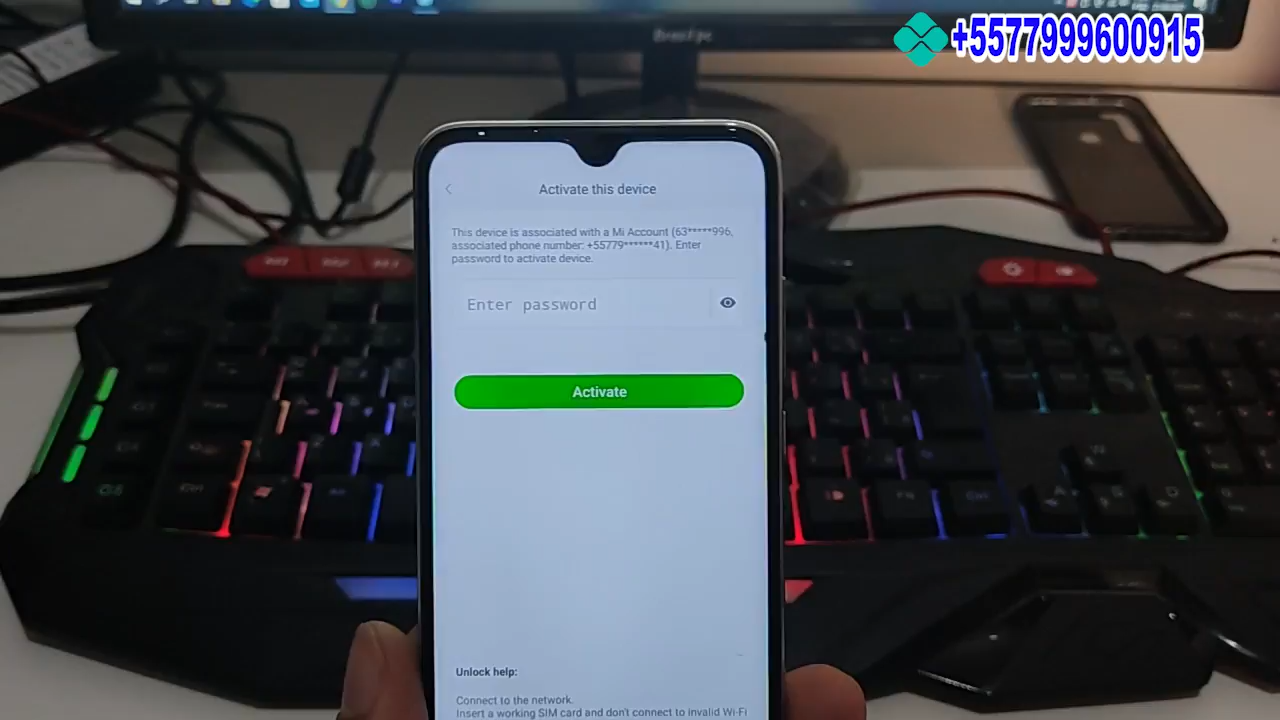 +5577999600915
Activate this device
This device is associated with a Mi Account (63*****996,
associated phone number: +55779******41). Enter
password to activate device.
Enter password
Activate
Unlock help:
Connect to the network.
Insert a working SIM card and don't connect to invalid Wi-Fi